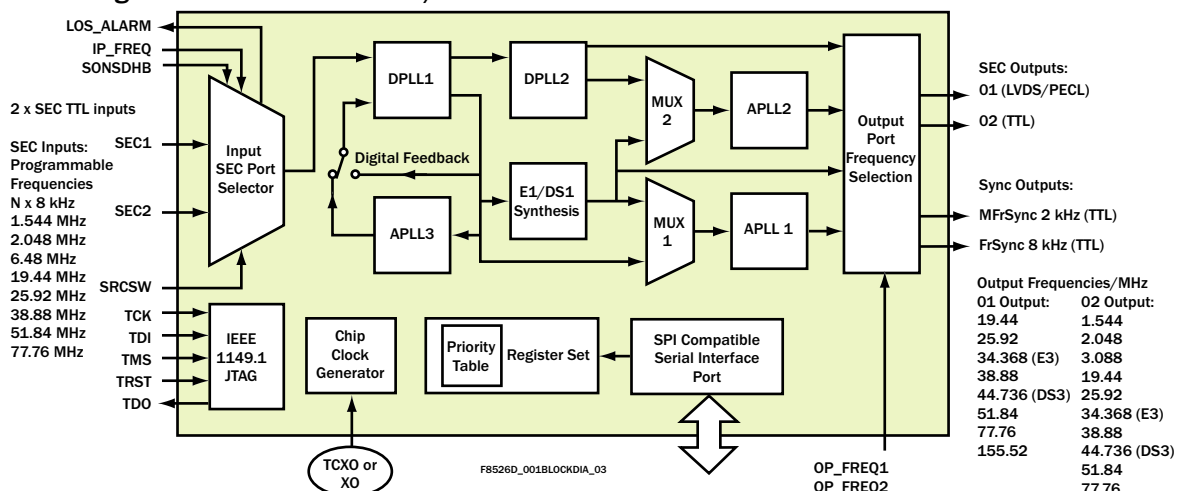 LOS_ALARM
IP_FREQ
SONSDHB
2 x SEC TTL inputs
SEC Inputs:
Programmable
Frequencies
N x 8 kHz
1.544 MHz
2.048 MHz
6.48 MHz
19.44 MHz
25.92 MHz
38.88 MHz
51.84 MHz
77.76 MHz
SEC1
SEC2
SRCSW
TCK
TDI
TMS
TRST
TDO
Input
SEC Port
Selector
IEEE
1149.1
JTAG
DPLL1
DPLL2
Digital Feedback
APLL3
E1/DS1
Synthesis
MUX
2
MUX
1
APLL2
APLL 1
Output
Port
Frequency
Selection
Chip
Clock
Generator
Priority
Table
Register Set
SPI Compatible
Serial Interface
Port
TCXO or
XO
F8526D_001BLOCKDIA_03
OP_FREQ1
OP_FREQ2
SEC Outputs:
01 (LVDS/PECL)
02 (TTL)
Sync Outputs:
MFrSync 2 kHz (TTL)
FrSync 8 kHz (TTL)
Output Frequencies/MHz
01 Output: 02 Output:
19.44 1.544
25.92 2.048
34.368 (E3) 3.088
38.88 19.44
44.736 (DS3) 25.92
51.84 34.368 (E3)
77.76 38.88
155.52 44.736 (DS3)
51.84
77.76